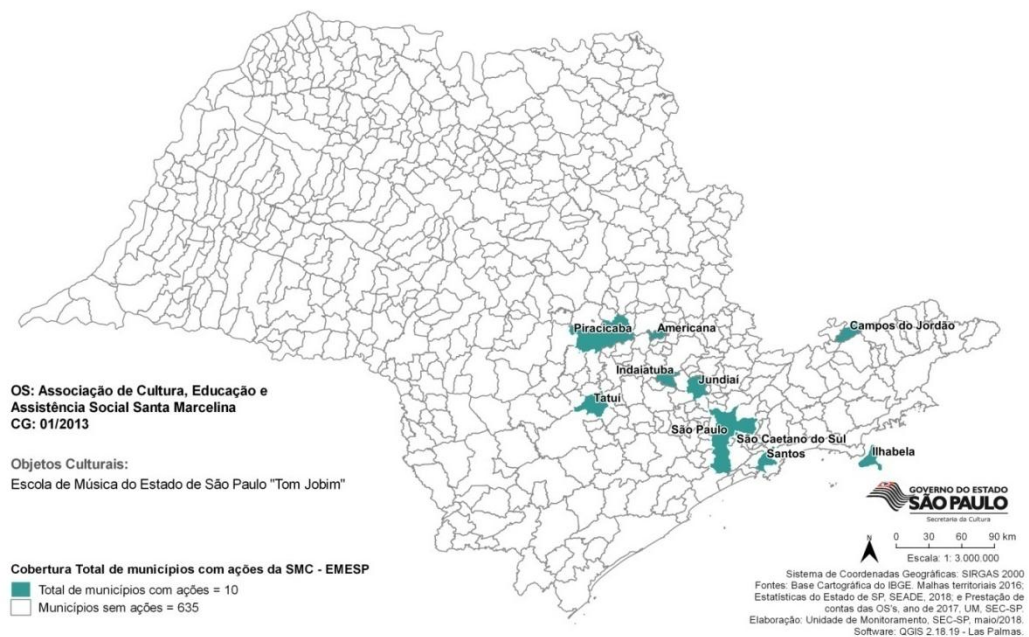 Piracicaba
Americana
Campos do Jordão
Indaiatuba
Jundiaí
Tatuí
São Paulo
São Caetano do Sul
Santos
Ilhabela
OS: Associação de Cultura, Educação e
Assistência Social Santa Marcelina
CG: 01/2013
Objetos Culturais:
Escola de Música do Estado de São Paulo "Tom Jobim"
Cobertura Total de municípios com ações da SMC - EMESP
Total de municípios com ações = 10
Municípios sem ações = 635
GOVERNO DO ESTADO
SÃO PAULO
Secretaria da Cultura
N
0 30 60 90 km
Escala: 1: 3.000.000
Sistema de Coordenadas Geográficas: SIRGAS 2000
Fontes: Base Cartográfica do IBGE. Malhas territoriais 2016;
Estatísticas do Estado de SP, SEADE, 2018; e Prestação de
contas das OS's, ano de 2017, UM, SEC-SP.
Elaboração: Unidade de Monitoramento, SEC-SP, maio/2018.
Software: QGIS 2.18.19 - Las Palmas.